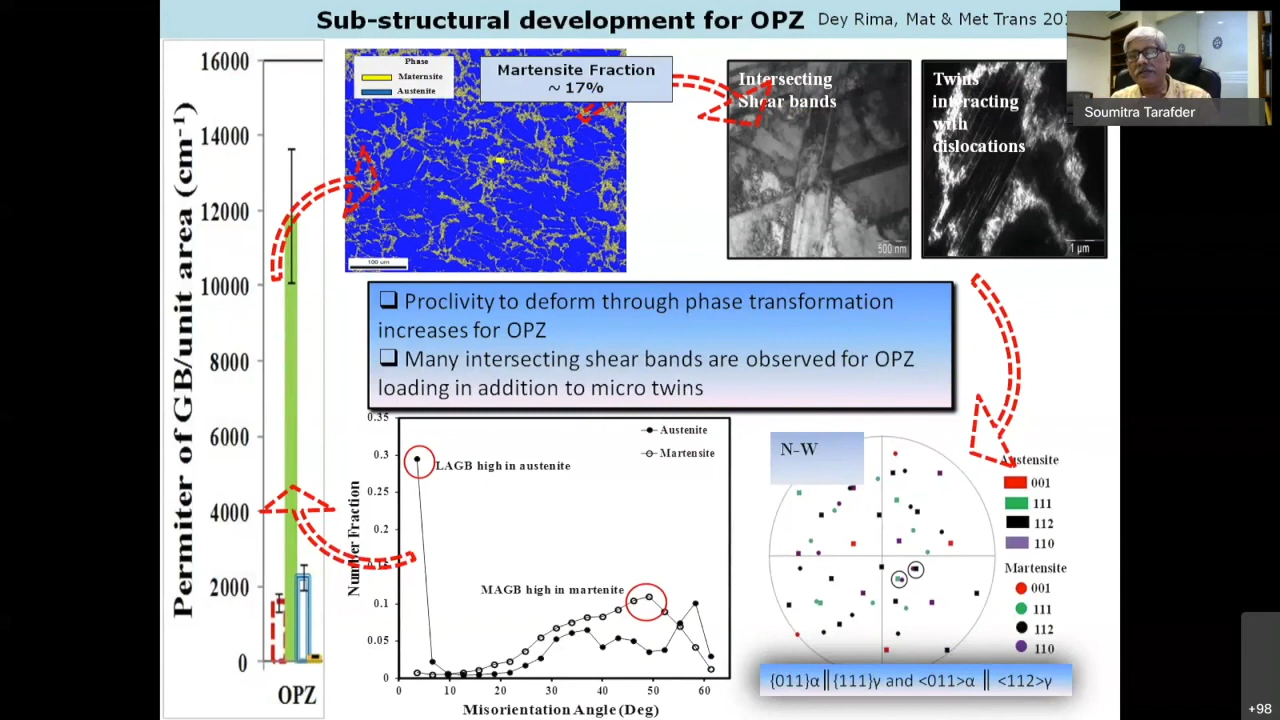 Sub-structural development for OPZ
Dey Rima, Mat & Met Trans
Soumitra Tarafder
Permiter of GB/unit area (cm⁻¹)
16000
14000
12000
10000
8000
6000
4000
2000
0
OPZ
Phase
Maternsite
Austenite
100 um
Martensite Fraction
~ 17%
Intersecting
Shear bands
500 nm
Twins
interacting
with
dislocations
1 µm
❑ Proclivity to deform through phase transformation
increases for OPZ
❑ Many intersecting shear bands are observed for OPZ
loading in addition to micro twins
Number Fraction
0.35
0.3
0.25
0.2
0.1
0.05
0
0
10
20
30
40
50
60
Misorientation Angle (Deg)
Austenite
Martensite
LAGB high in austenite
MAGB high in martenite
N-W
Austensite
001
111
112
110
Martensite
001
111
112
110
{011}α║{111}γ and <011>α ║ <112>γ
+98